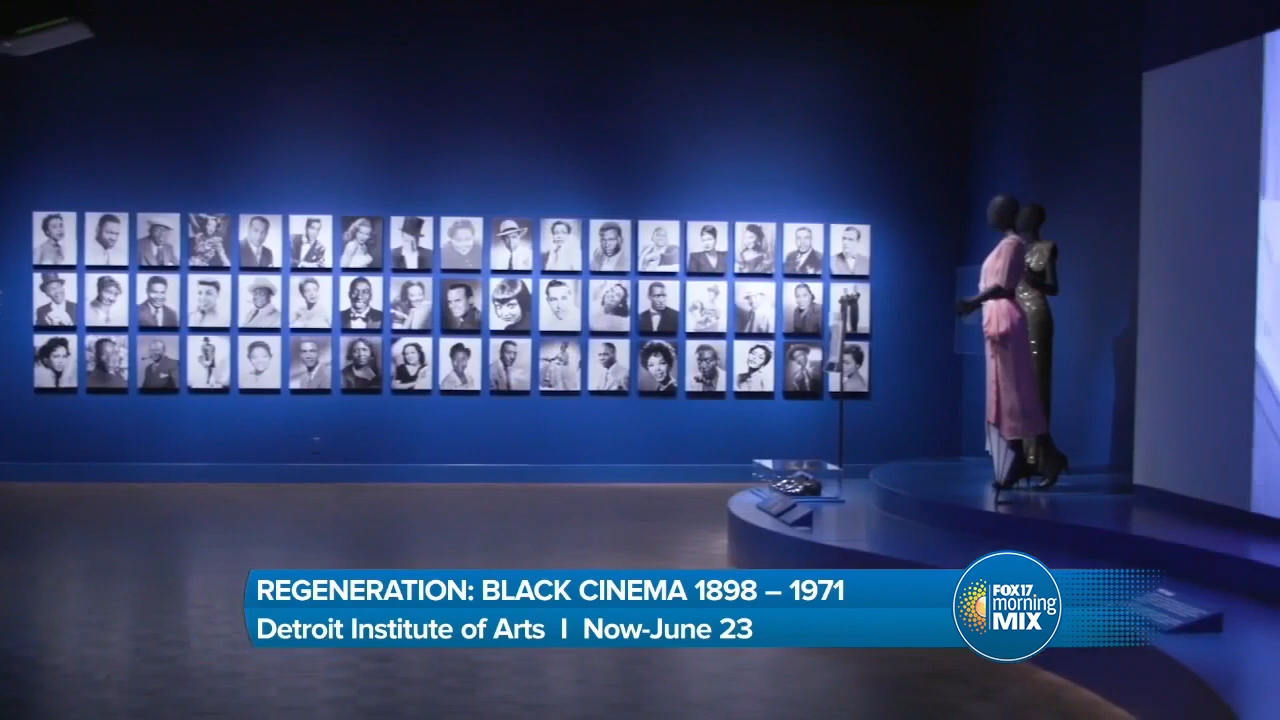 REGENERATION: BLACK CINEMA 1898 – 1971
Detroit Institute of Arts | Now-June 23
FOX17
morning
MIX